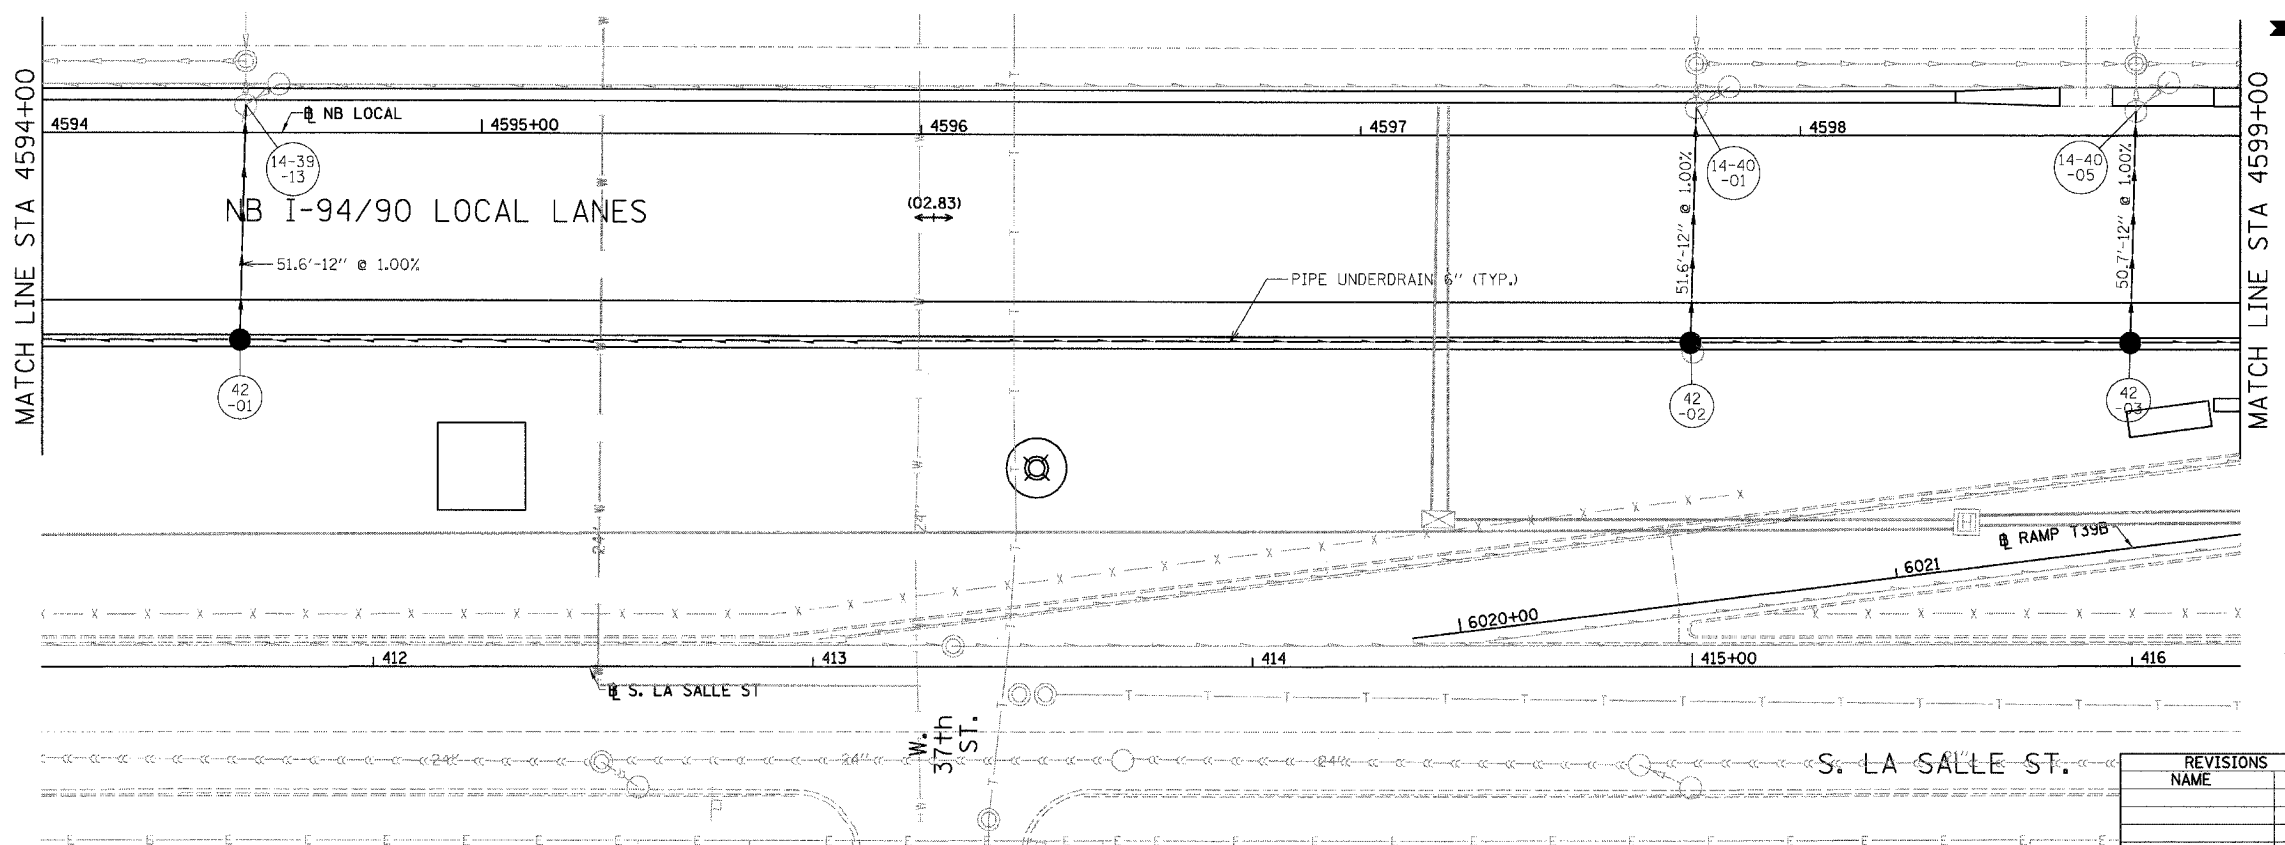 MATCH LINE STA 4594+00
4594
℄ NB LOCAL
4595+00
4596
4597
4598
MATCH LINE STA 4599+00
14-39
-13
14-40
-01
14-40
-05
NB I-94/90 LOCAL LANES
(02.83)
51.6'-12" @ 1.00%
51.6'-12" @ 1.00%
50.7'-12" @ 1.00%
PIPE UNDERDRAIN 6" (TYP.)
42
-01
42
-02
42
-03
24"
24"
℄ RAMP T39B
6020+00
6021
412
413
414
415+00
416
℄ S. LA SALLE ST
W.
37th
ST.
24"
24"
24"
S. LA SALLE ST.
REVISIONS
NAME